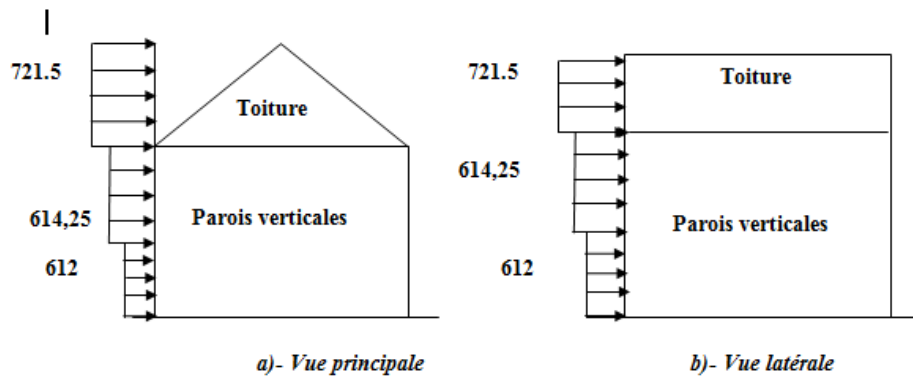 721.5
Toiture
614,25
Parois verticales
612
a)- Vue principale
721.5
Toiture
614,25
Parois verticales
612
b)- Vue latérale